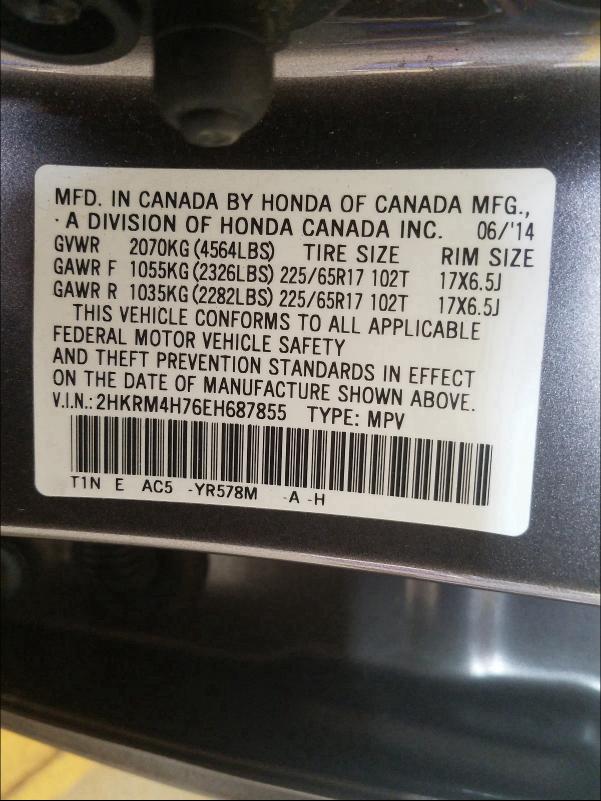 MFD. IN CANADA BY HONDA OF CANADA MFG.,
· A DIVISION OF HONDA CANADA INC. 06/'14
GVWR 2070KG (4564LBS) TIRE SIZE RIM SIZE
GAWR F 1055KG (2326LBS) 225/65R17 102T 17X6.5J
GAWR R 1035KG (2282LBS) 225/65R17 102T 17X6.5J
THIS VEHICLE CONFORMS TO ALL APPLICABLE
FEDERAL MOTOR VEHICLE SAFETY
AND THEFT PREVENTION STANDARDS IN EFFECT
ON THE DATE OF MANUFACTURE SHOWN ABOVE.
V.I.N.: 2HKRM4H76EH687855 TYPE: MPV
T1N E AC5 -YR578M -A -H